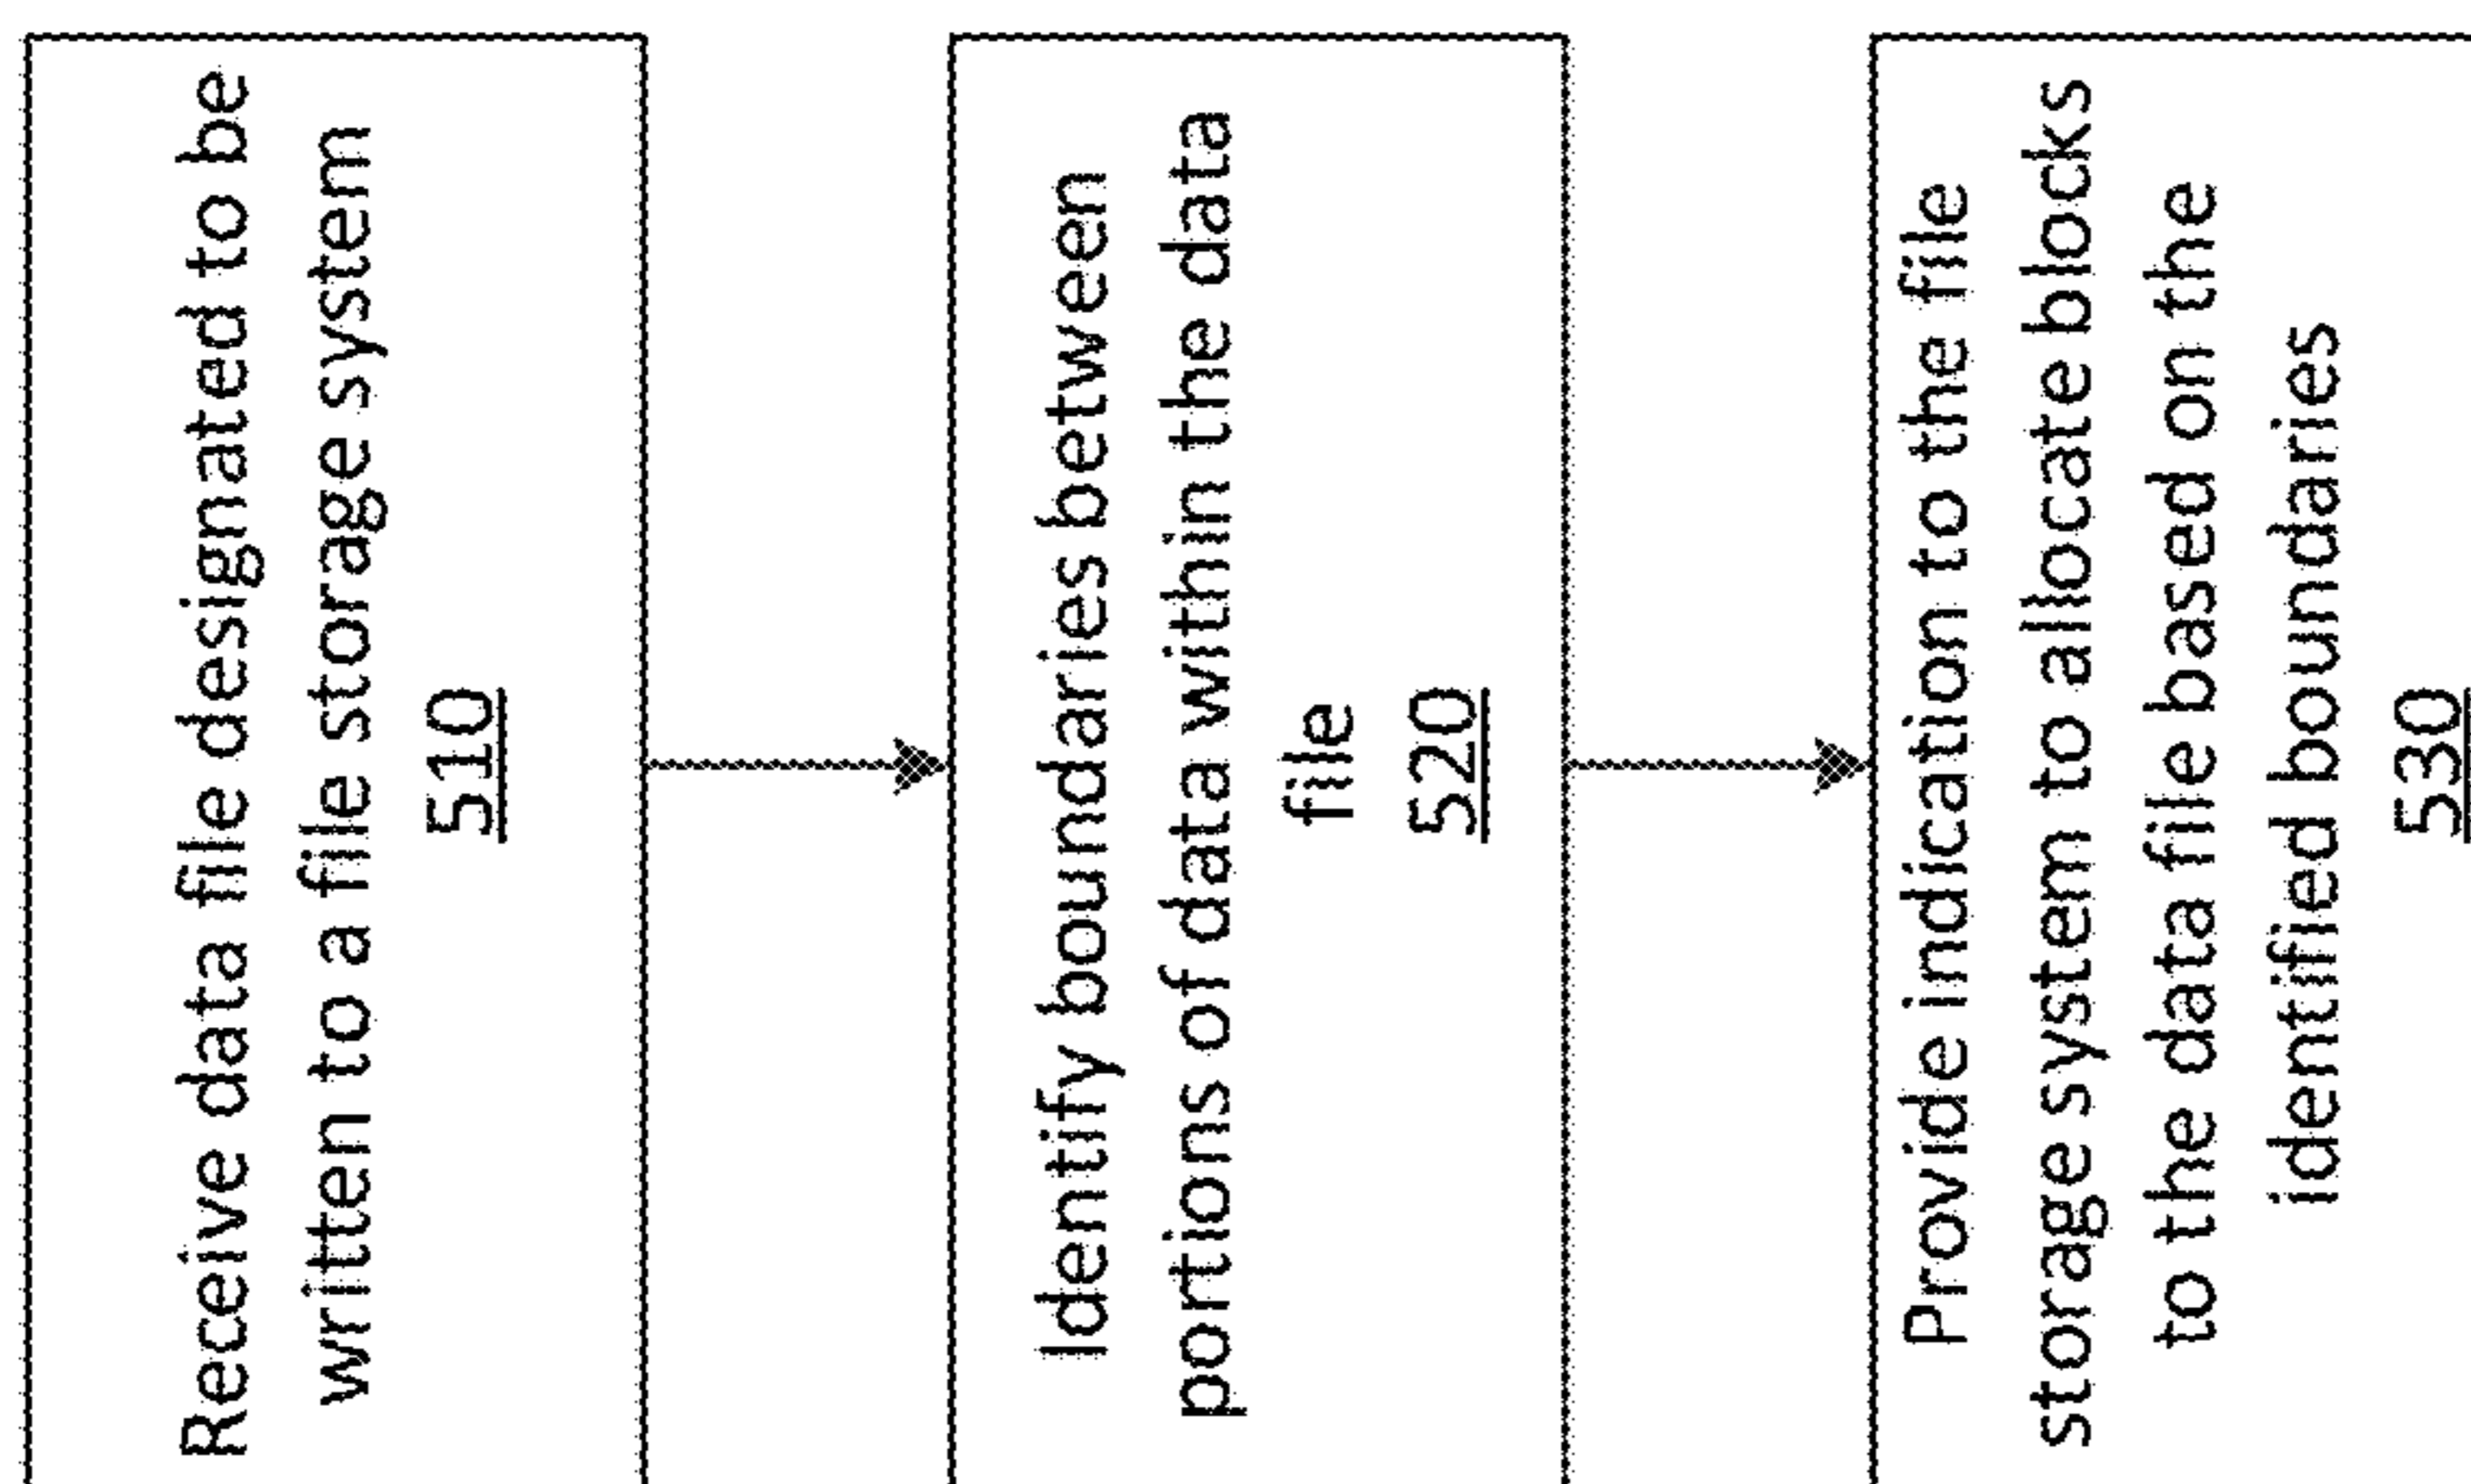 Receive data file designated to be
written to a file storage system
510
Identify boundaries between
portions of data within the data
file
520
Provide indication to the file
storage system to allocate blocks
to the data file based on the
identified boundaries
530